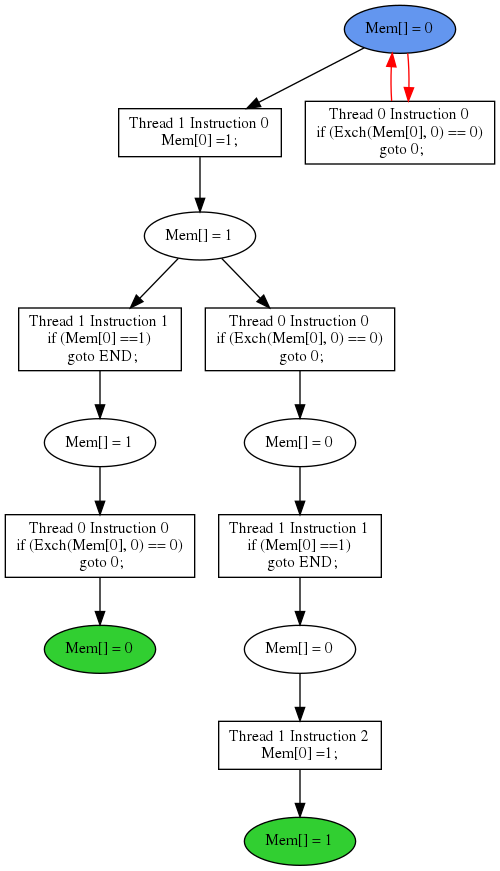 Mem[] = 0
Thread 1 Instruction 0
Mem[0] =1;
Thread 0 Instruction 0
if (Exch(Mem[0], 0) == 0)
goto 0;
Mem[] = 1
Thread 1 Instruction 1
if (Mem[0] ==1)
goto END;
Thread 0 Instruction 0
if (Exch(Mem[0], 0) == 0)
goto 0;
Mem[] = 1
Mem[] = 0
Thread 0 Instruction 0
if (Exch(Mem[0], 0) == 0)
goto 0;
Thread 1 Instruction 1
if (Mem[0] ==1)
goto END;
Mem[] = 0
Mem[] = 0
Thread 1 Instruction 2
Mem[0] =1;
Mem[] = 1